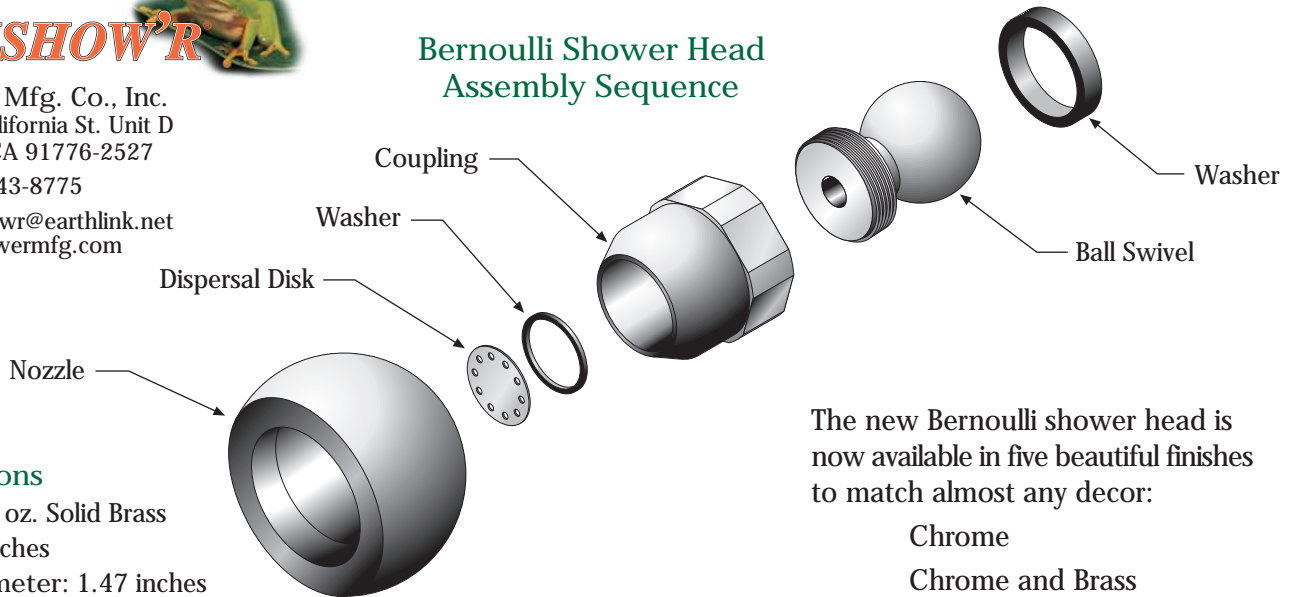 SHOW'R
Mfg. Co., Inc.
lifornia St. Unit D
CA 91776-2527
43-8775
wr@earthlink.net
wermfg.com
Bernoulli Shower Head
Assembly Sequence
Washer
Coupling
Washer
Ball Swivel
Dispersal Disk
Nozzle
ons
oz. Solid Brass
ches
meter: 1.47 inches
The new Bernoulli shower head is
now available in five beautiful finishes
to match almost any decor:
Chrome
Chrome and Brass